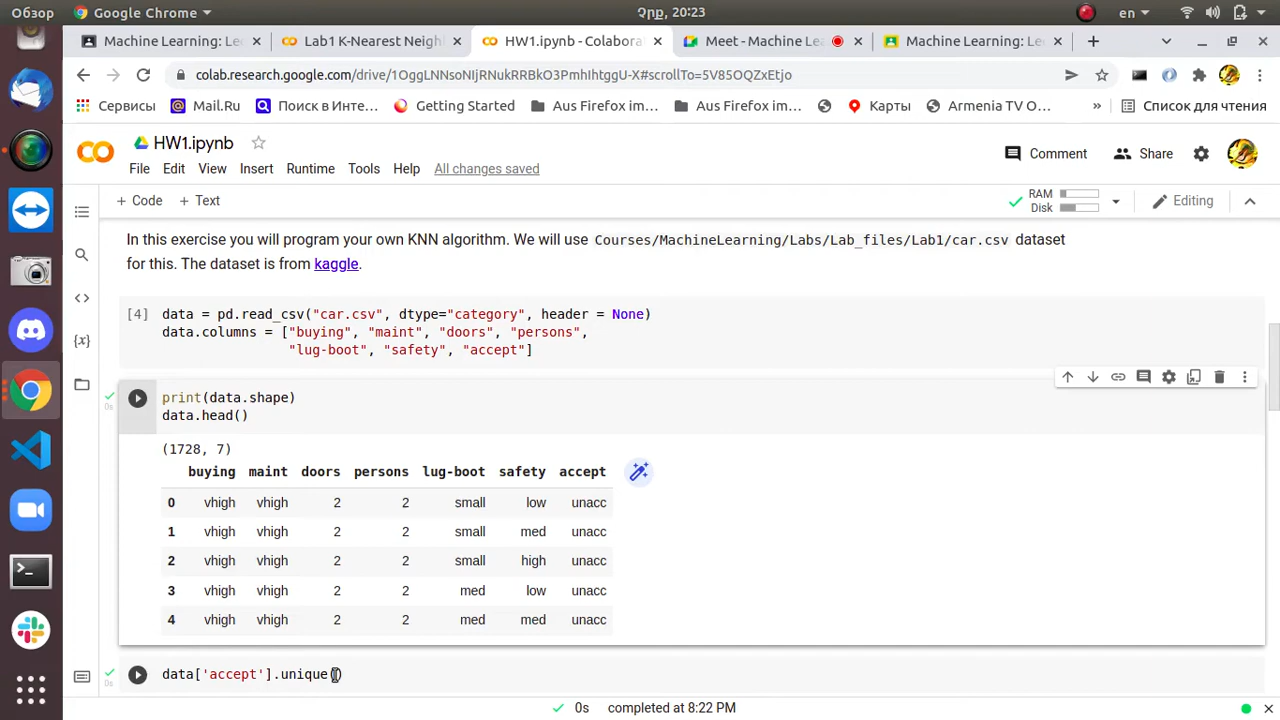 Обзор
Google Chrome
Չրք, 20:23
en
Machine Learning: Le
Lab1 K-Nearest Neigh
HW1.ipynb - Colabora
Meet - Machine Le
Machine Learning: Le
colab.research.google.com/drive/1OggLNNsoNIjRNukRRBkO3PmhIhtggU-X#scrollTo=5V85OQZxEtjo
Сервисы
Mail.Ru
Поиск в Инте...
Getting Started
Aus Firefox im...
Aus Firefox im...
Карты
Armenia TV O...
»
Список для чтения
HW1.ipynb
Comment
Share
File Edit View Insert Runtime Tools Help All changes saved
+ Code + Text
RAM
Disk
Editing
In this exercise you will program your own KNN algorithm. We will use Courses/MachineLearning/Labs/Lab_files/Lab1/car.csv dataset
for this. The dataset is from kaggle.
[4] data = pd.read_csv("car.csv", dtype="category", header = None)
data.columns = ["buying", "maint", "doors", "persons",
"lug-boot", "safety", "accept"]
print(data.shape)
data.head()
0s
(1728, 7)
buying maint doors persons lug-boot safety accept
0 vhigh vhigh 2 2 small low unacc
1 vhigh vhigh 2 2 small med unacc
2 vhigh vhigh 2 2 small high unacc
3 vhigh vhigh 2 2 med low unacc
4 vhigh vhigh 2 2 med med unacc
data['accept'].unique()
0s
0s completed at 8:22 PM